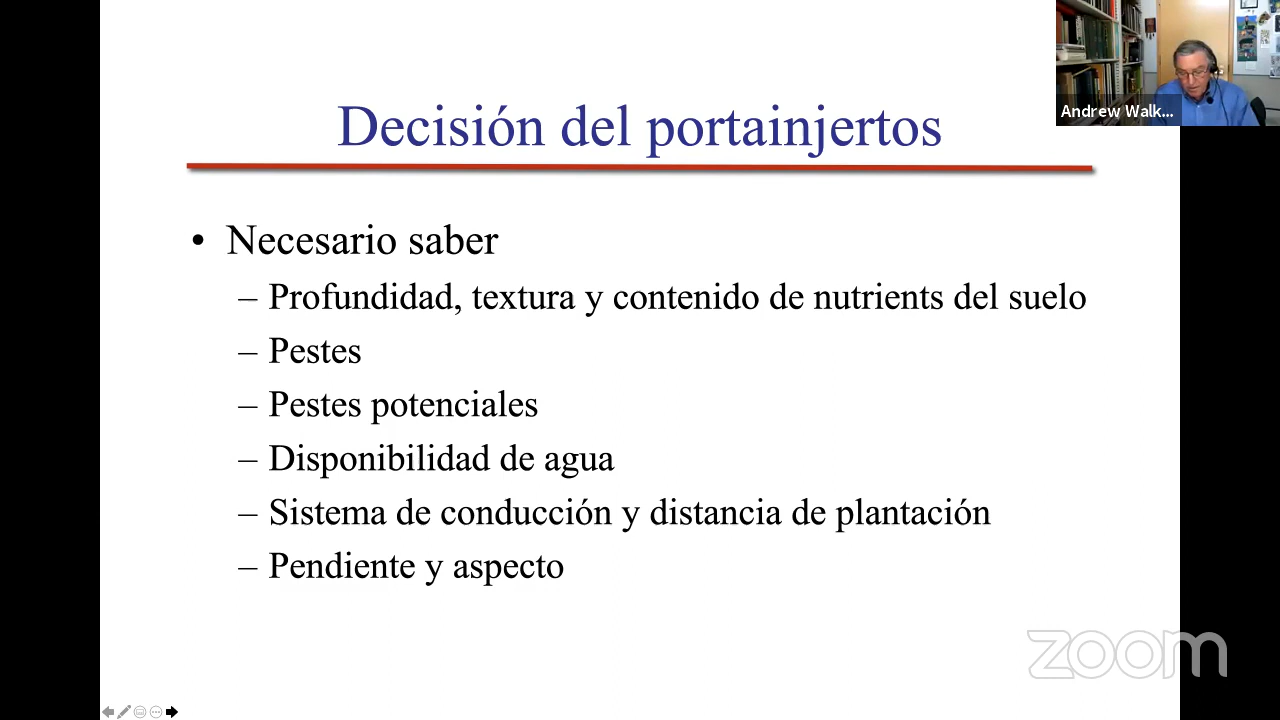 Decisión del portainjertos
• Necesario saber
– Profundidad, textura y contenido de nutrients del suelo
– Pestes
– Pestes potenciales
– Disponibilidad de agua
– Sistema de conducción y distancia de plantación
– Pendiente y aspecto
Andrew Walk...
zoom